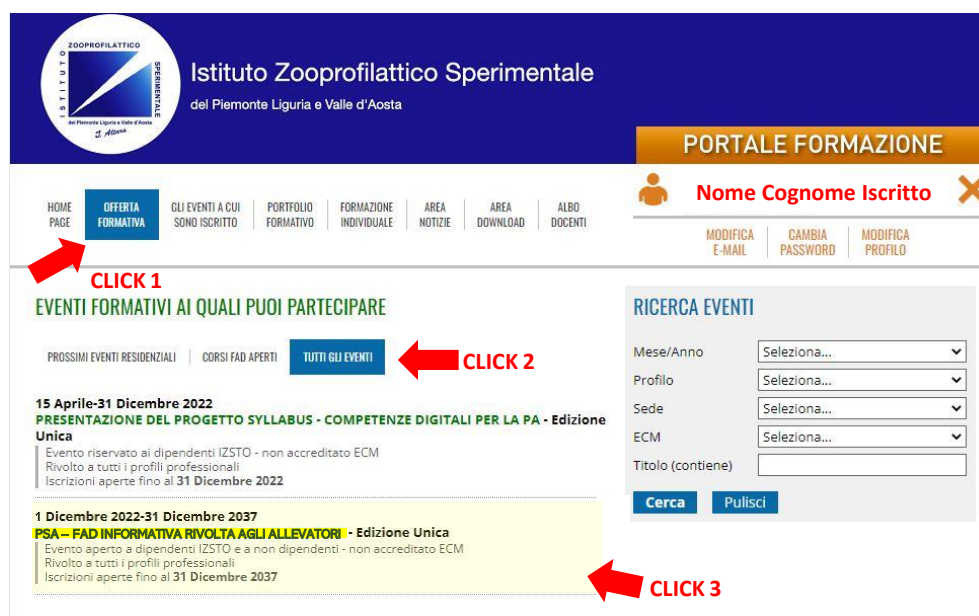 ISTITUTO
ZOOPROFILATTICO
SPERIMENTALE
del Piemonte Liguria e Valle d'Aosta
Istituto Zooprofilattico Sperimentale
del Piemonte Liguria e Valle d'Aosta
PORTALE FORMAZIONE
Nome Cognome Iscritto
HOME PAGE
OFFERTA FORMATIVA
GLI EVENTI A CUI SONO ISCRITTO
PORTFOLIO FORMATIVO
FORMAZIONE INDIVIDUALE
AREA NOTIZIE
AREA DOWNLOAD
ALBO DOCENTI
MODIFICA E-MAIL
CAMBIA PASSWORD
MODIFICA PROFILO
CLICK 1
EVENTI FORMATIVI AI QUALI PUOI PARTECIPARE
PROSSIMI EVENTI RESIDENZIALI
CORSI FAD APERTI
TUTTI GLI EVENTI
CLICK 2
15 Aprile-31 Dicembre 2022
PRESENTAZIONE DEL PROGETTO SYLLABUS - COMPETENZE DIGITALI PER LA PA - Edizione
Unica
Evento riservato ai dipendenti IZSTO - non accreditato ECM
Rivolto a tutti i profili professionali
Iscrizioni aperte fino al 31 Dicembre 2022
1 Dicembre 2022-31 Dicembre 2037
PSA – FAD INFORMATIVA RIVOLTA AGLI ALLEVATORI - Edizione Unica
Evento aperto a dipendenti IZSTO e a non dipendenti - non accreditato ECM
Rivolto a tutti i profili professionali
Iscrizioni aperte fino al 31 Dicembre 2037
CLICK 3
RICERCA EVENTI
Mese/Anno Seleziona...
Profilo Seleziona...
Sede Seleziona...
ECM Seleziona...
Titolo (contiene)
Cerca Pulisci